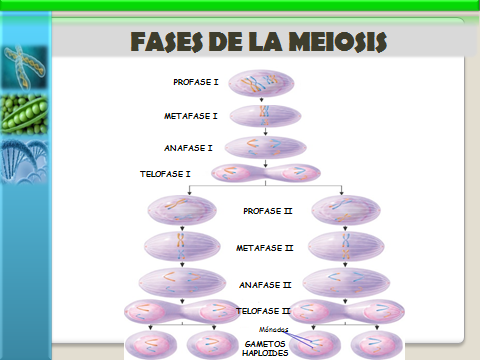 FASES DE LA MEIOSIS
PROFASE I
METAFASE I
ANAFASE I
TELOFASE I
PROFASE II
METAFASE II
ANAFASE II
TELOFASE II
Mónadas
GAMETOS
HAPLOIDES